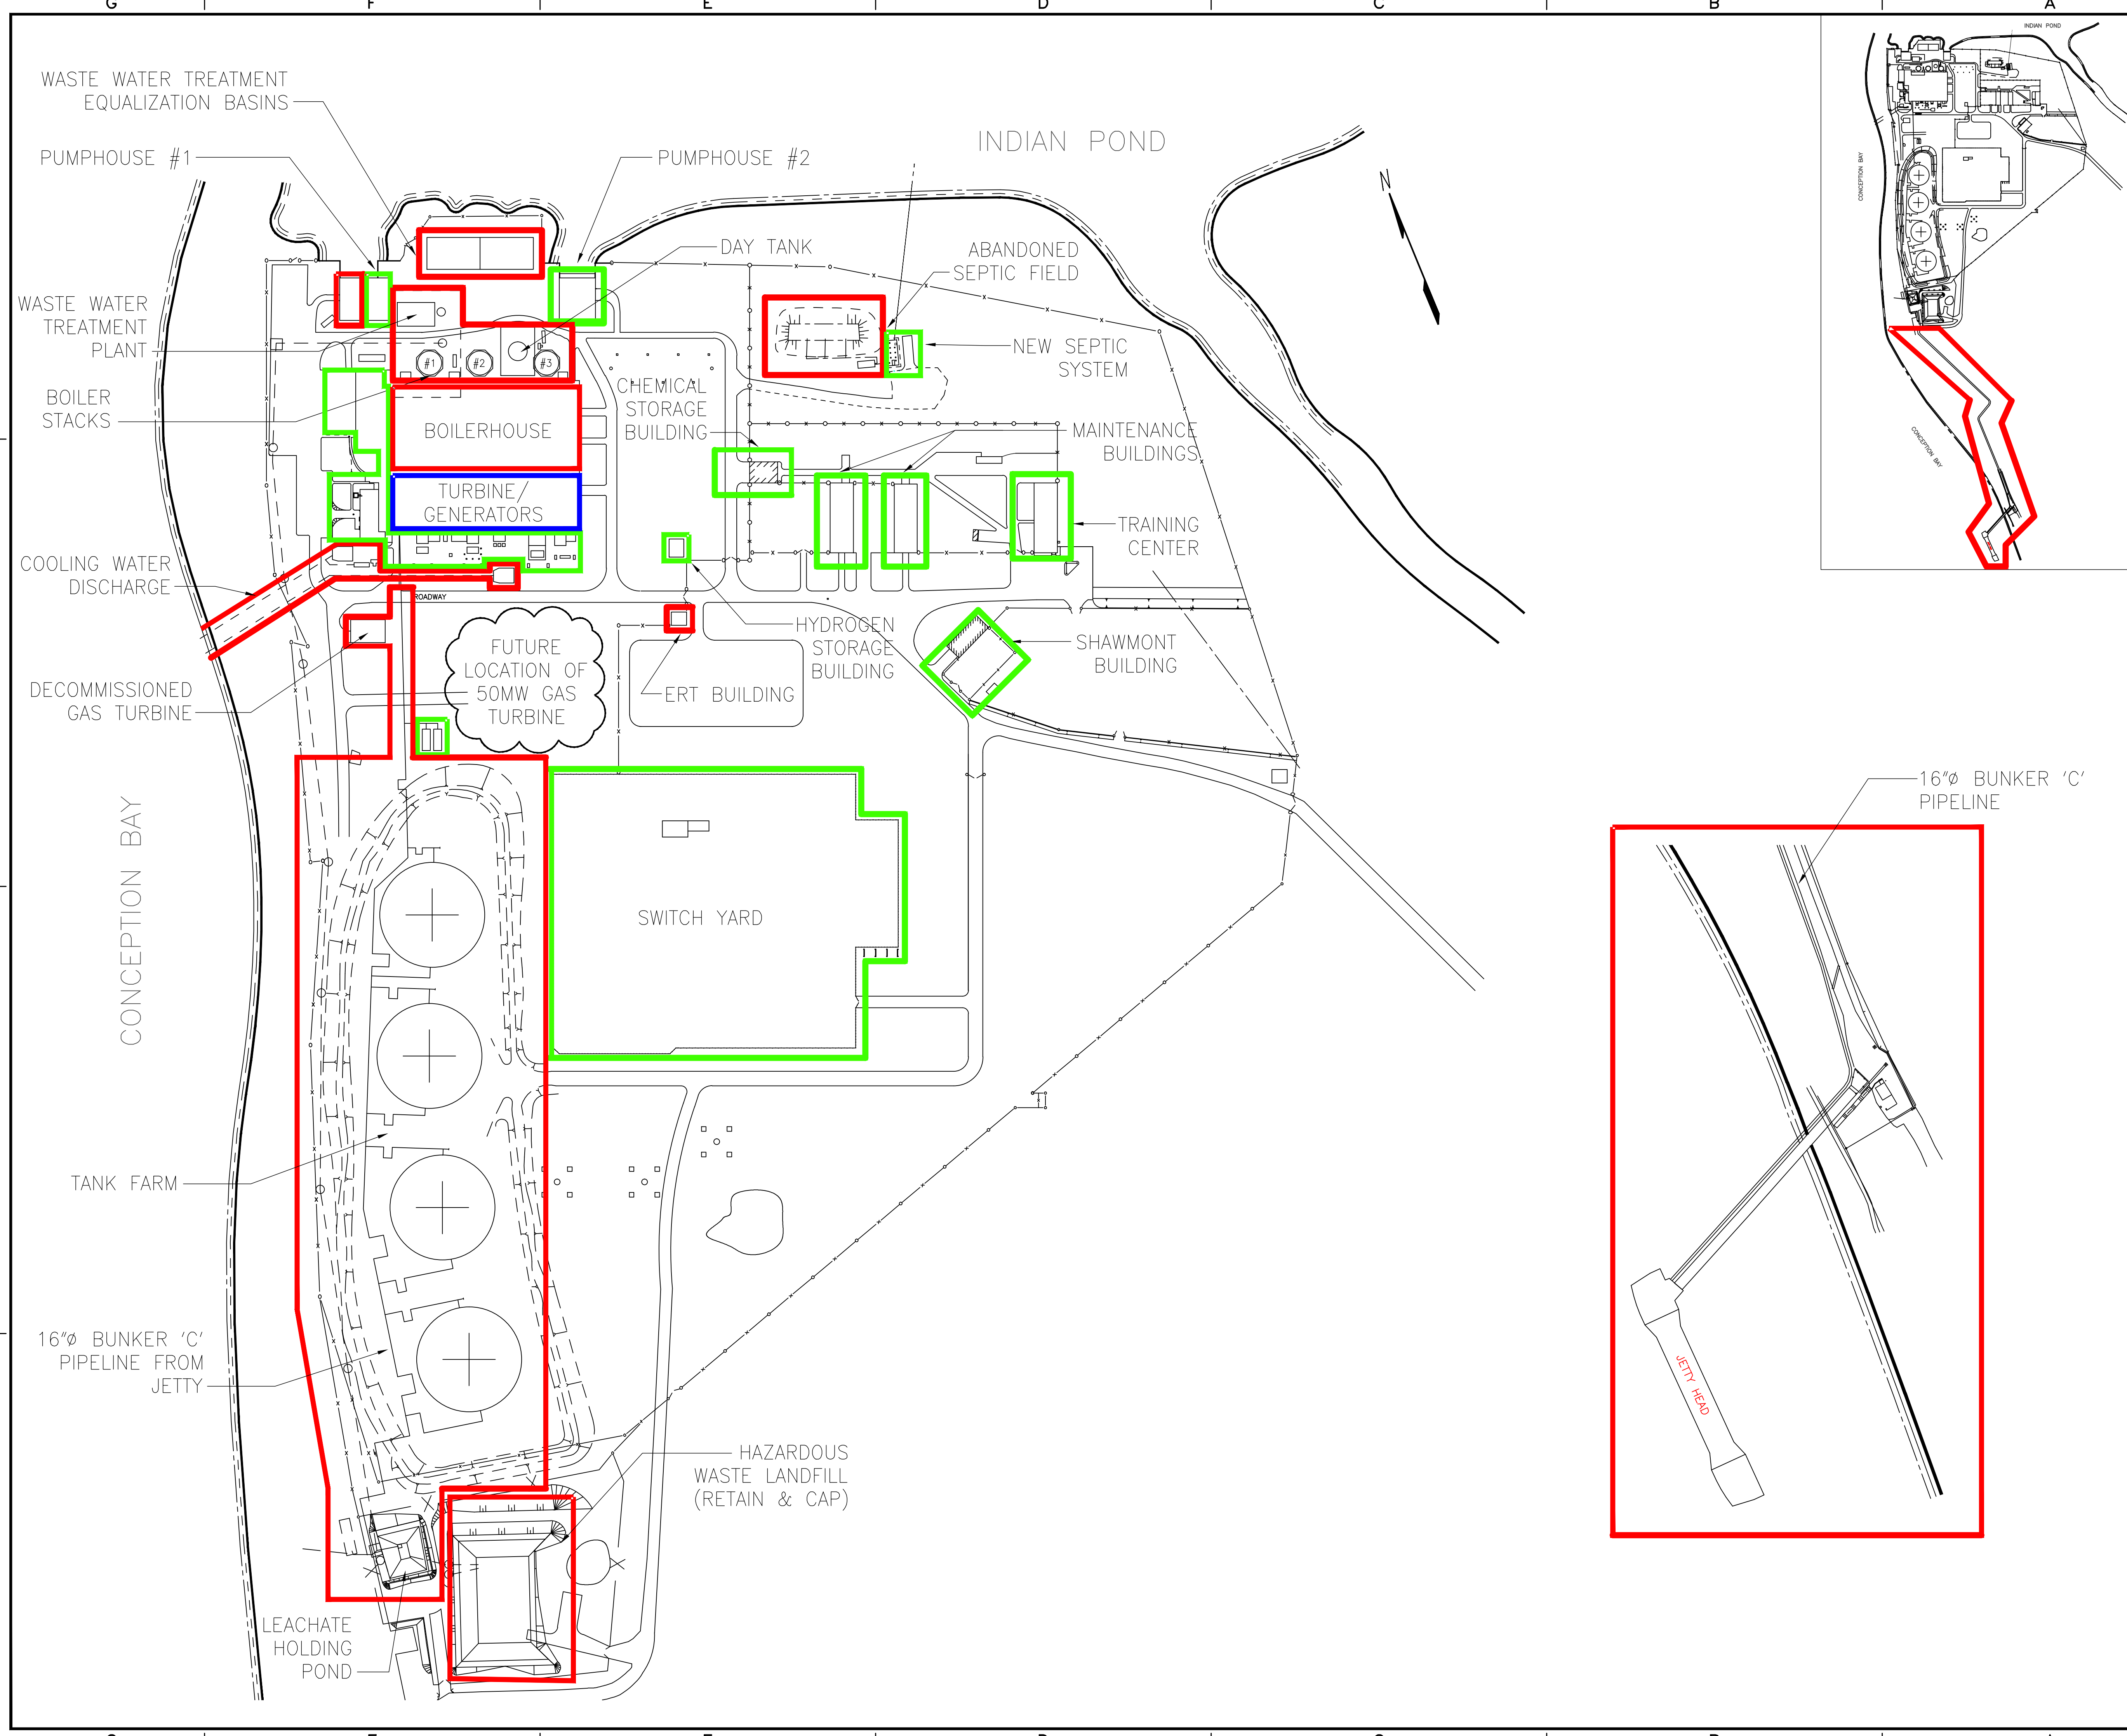 G F E D C B A
WASTE WATER TREATMENT
EQUALIZATION BASINS
PUMPHOUSE #1
PUMPHOUSE #2
INDIAN POND
N
DAY TANK
ABANDONED
SEPTIC FIELD
WASTE WATER
TREATMENT
PLANT
NEW SEPTIC
SYSTEM
#1
#2
#3
BOILER
STACKS
CHEMICAL
STORAGE
BUILDING
BOILERHOUSE
MAINTENANCE
BUILDINGS
TURBINE/
GENERATORS
TRAINING
CENTER
COOLING WATER
DISCHARGE
ROADWAY
FUTURE
LOCATION OF
50MW GAS
TURBINE
HYDROGEN
STORAGE
BUILDING
SHAWMONT
BUILDING
DECOMMISSIONED
GAS TURBINE
ERT BUILDING
CONCEPTION BAY
SWITCH YARD
TANK FARM
16"ø BUNKER 'C'
PIPELINE FROM
JETTY
HAZARDOUS
WASTE LANDFILL
(RETAIN & CAP)
LEACHATE
HOLDING
POND
INDIAN POND
CONCEPTION BAY
CONCEPTION BAY
16"ø BUNKER 'C'
PIPELINE
JETTY HEAD